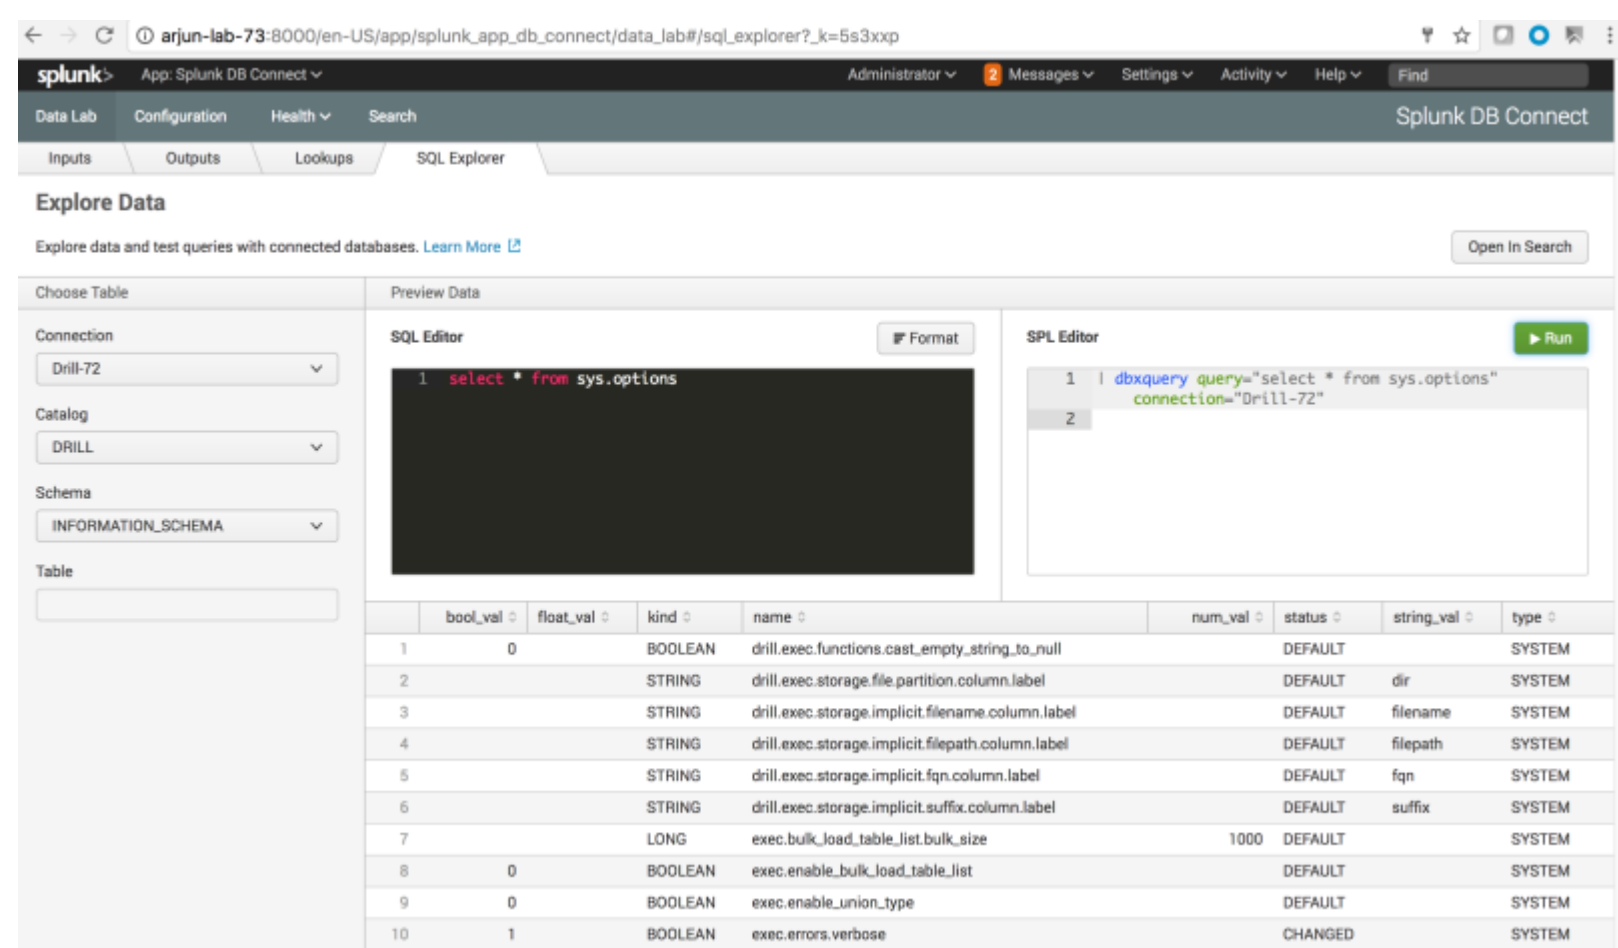 arjun-lab-73:8000/en-US/app/splunk_app_db_connect/data_lab#/sql_explorer?_k=5s3xxp
splunk> App: Splunk DB Connect Administrator 2 Messages Settings Activity Help Find
Data Lab Configuration Health Search Splunk DB Connect
Inputs Outputs Lookups SQL Explorer
Explore Data
Explore data and test queries with connected databases. Learn More Open In Search
Choose Table Preview Data
Connection
Drill-72
Catalog
DRILL
Schema
INFORMATION_SCHEMA
Table
SQL Editor Format
1 select * from sys.options
SPL Editor Run
1 | dbxquery query="select * from sys.options"
connection="Drill-72"
2
bool_val float_val kind name num_val status string_val type
1 0 BOOLEAN drill.exec.functions.cast_empty_string_to_null DEFAULT SYSTEM
2 STRING drill.exec.storage.file.partition.column.label DEFAULT dir SYSTEM
3 STRING drill.exec.storage.implicit.filename.column.label DEFAULT filename SYSTEM
4 STRING drill.exec.storage.implicit.filepath.column.label DEFAULT filepath SYSTEM
5 STRING drill.exec.storage.implicit.fqn.column.label DEFAULT fqn SYSTEM
6 STRING drill.exec.storage.implicit.suffix.column.label DEFAULT suffix SYSTEM
7 LONG exec.bulk_load_table_list.bulk_size 1000 DEFAULT SYSTEM
8 0 BOOLEAN exec.enable_bulk_load_table_list DEFAULT SYSTEM
9 0 BOOLEAN exec.enable_union_type DEFAULT SYSTEM
10 1 BOOLEAN exec.errors.verbose CHANGED SYSTEM